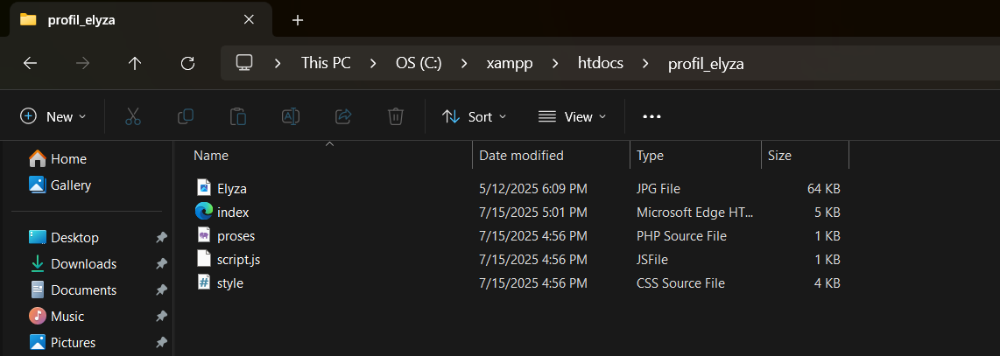 profil_elyza
This PC > OS (C:) > xampp > htdocs > profil_elyza
New Sort View
Name Date modified Type Size
Home
Gallery
Desktop
Downloads
Documents
Music
Pictures
Elyza 5/12/2025 6:09 PM JPG File 64 KB
index 7/15/2025 5:01 PM Microsoft Edge HT... 5 KB
proses 7/15/2025 4:56 PM PHP Source File 1 KB
script.js 7/15/2025 4:56 PM JSFile 1 KB
style 7/15/2025 4:56 PM CSS Source File 4 KB